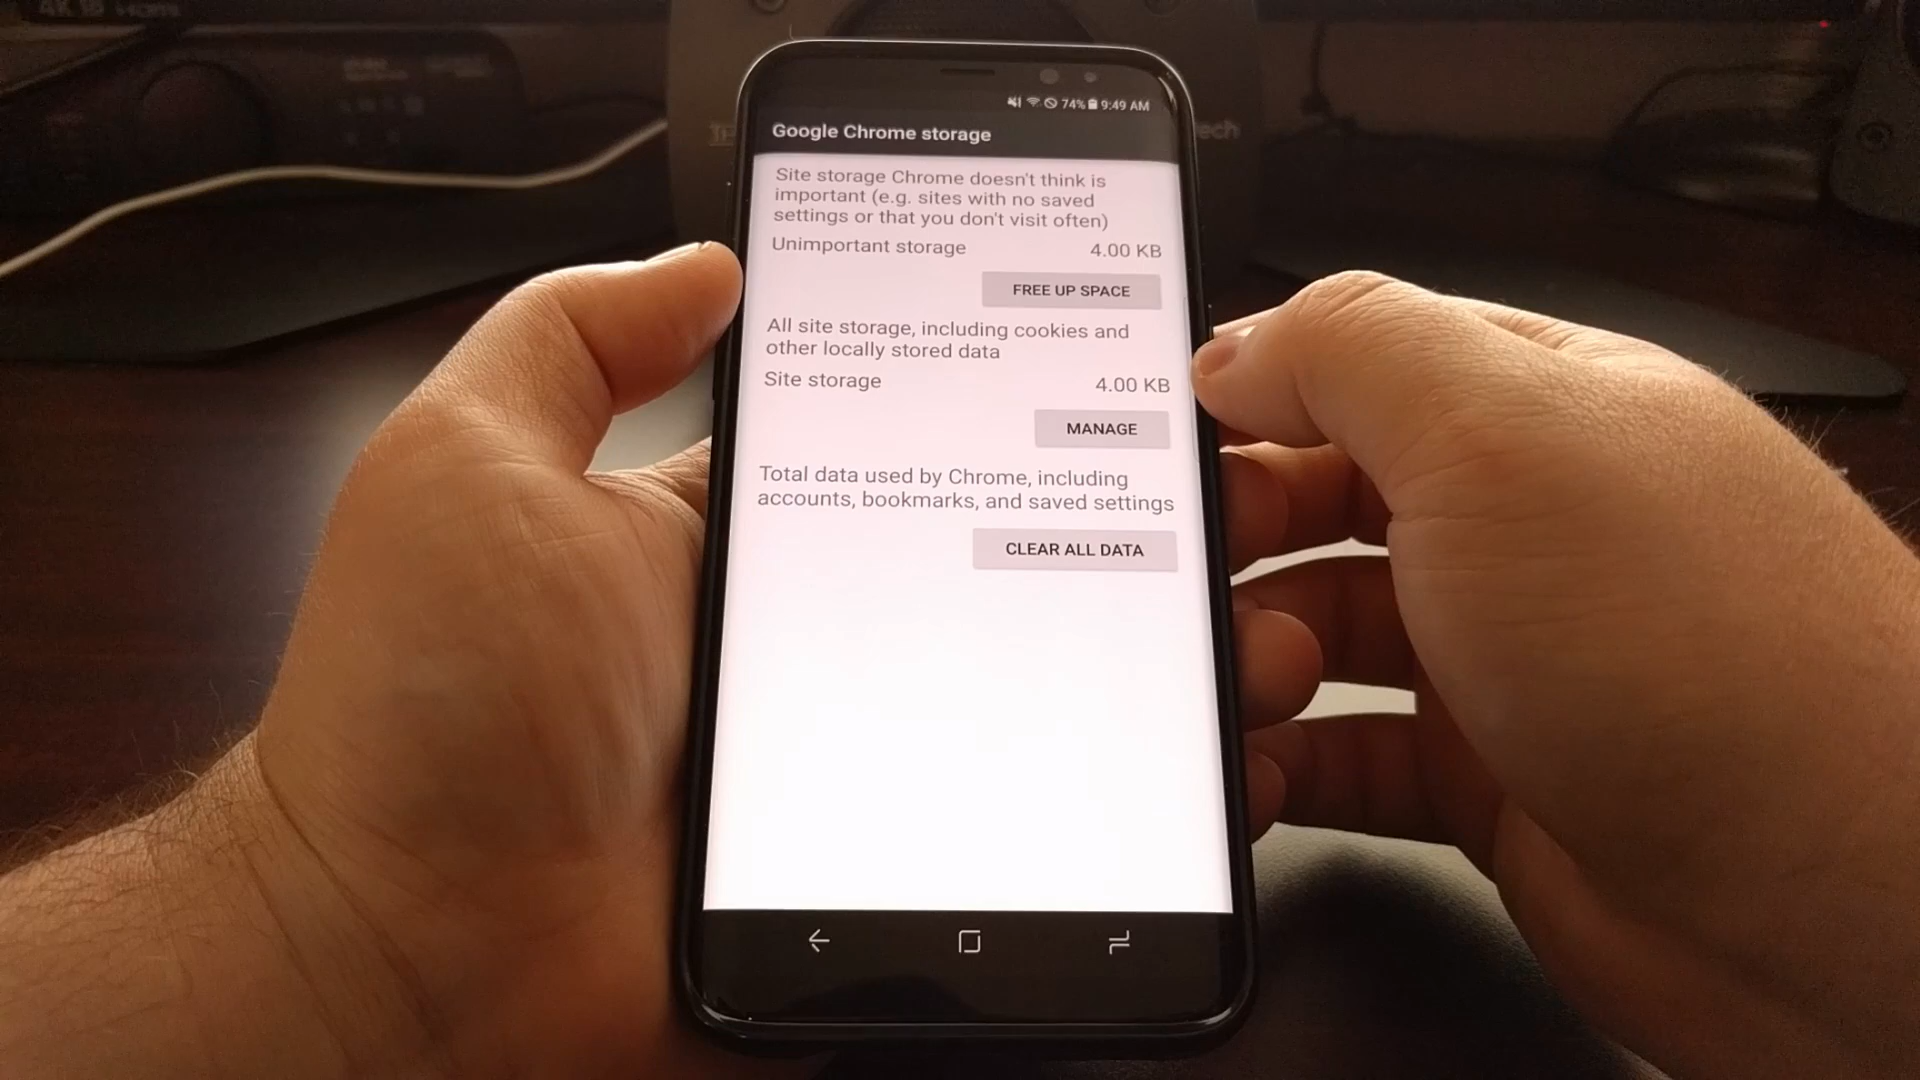 74% 9:49 AM
Google Chrome storage
Site storage Chrome doesn't think is
important (e.g. sites with no saved
settings or that you don't visit often)
Unimportant storage 4.00 KB
FREE UP SPACE
All site storage, including cookies and
other locally stored data
Site storage 4.00 KB
MANAGE
Total data used by Chrome, including
accounts, bookmarks, and saved settings
CLEAR ALL DATA